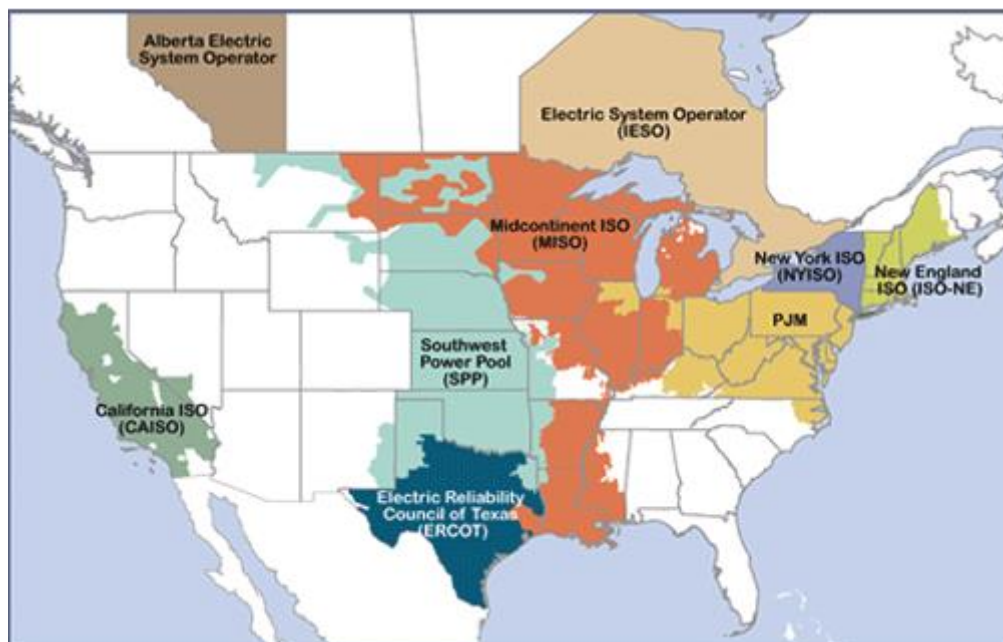 Alberta Electric
System Operator
Electric System Operator
(IESO)
Midcontinent ISO
(MISO)
New York ISO
(NYISO)
New England
ISO (ISO-NE)
PJM
Southwest
Power Pool
(SPP)
California ISO
(CAISO)
Electric Reliability
Council of Texas
(ERCOT)